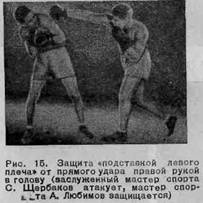 Рис. 15. Защита «подставкой левого
плеча» от прямого удара правой рукой
в голову (заслуженный мастер спорта
С. Щербаков атакует, мастер спор-
та А. Любимов защищается)